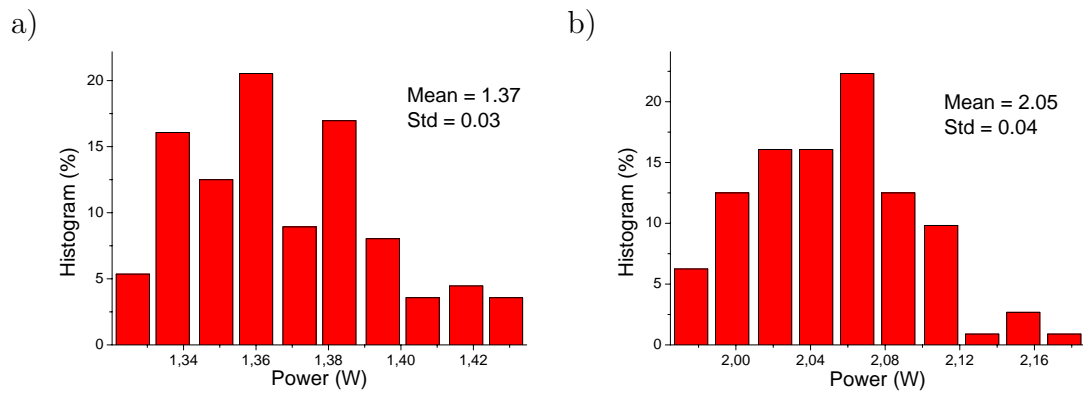 a)
20
15
10
5
0
Histogram (%)
Mean = 1.37
Std = 0.03
1,34 1,36 1,38 1,40 1,42
Power (W)
b)
20
15
10
5
0
Histogram (%)
Mean = 2.05
Std = 0.04
2,00 2,04 2,08 2,12 2,16
Power (W)